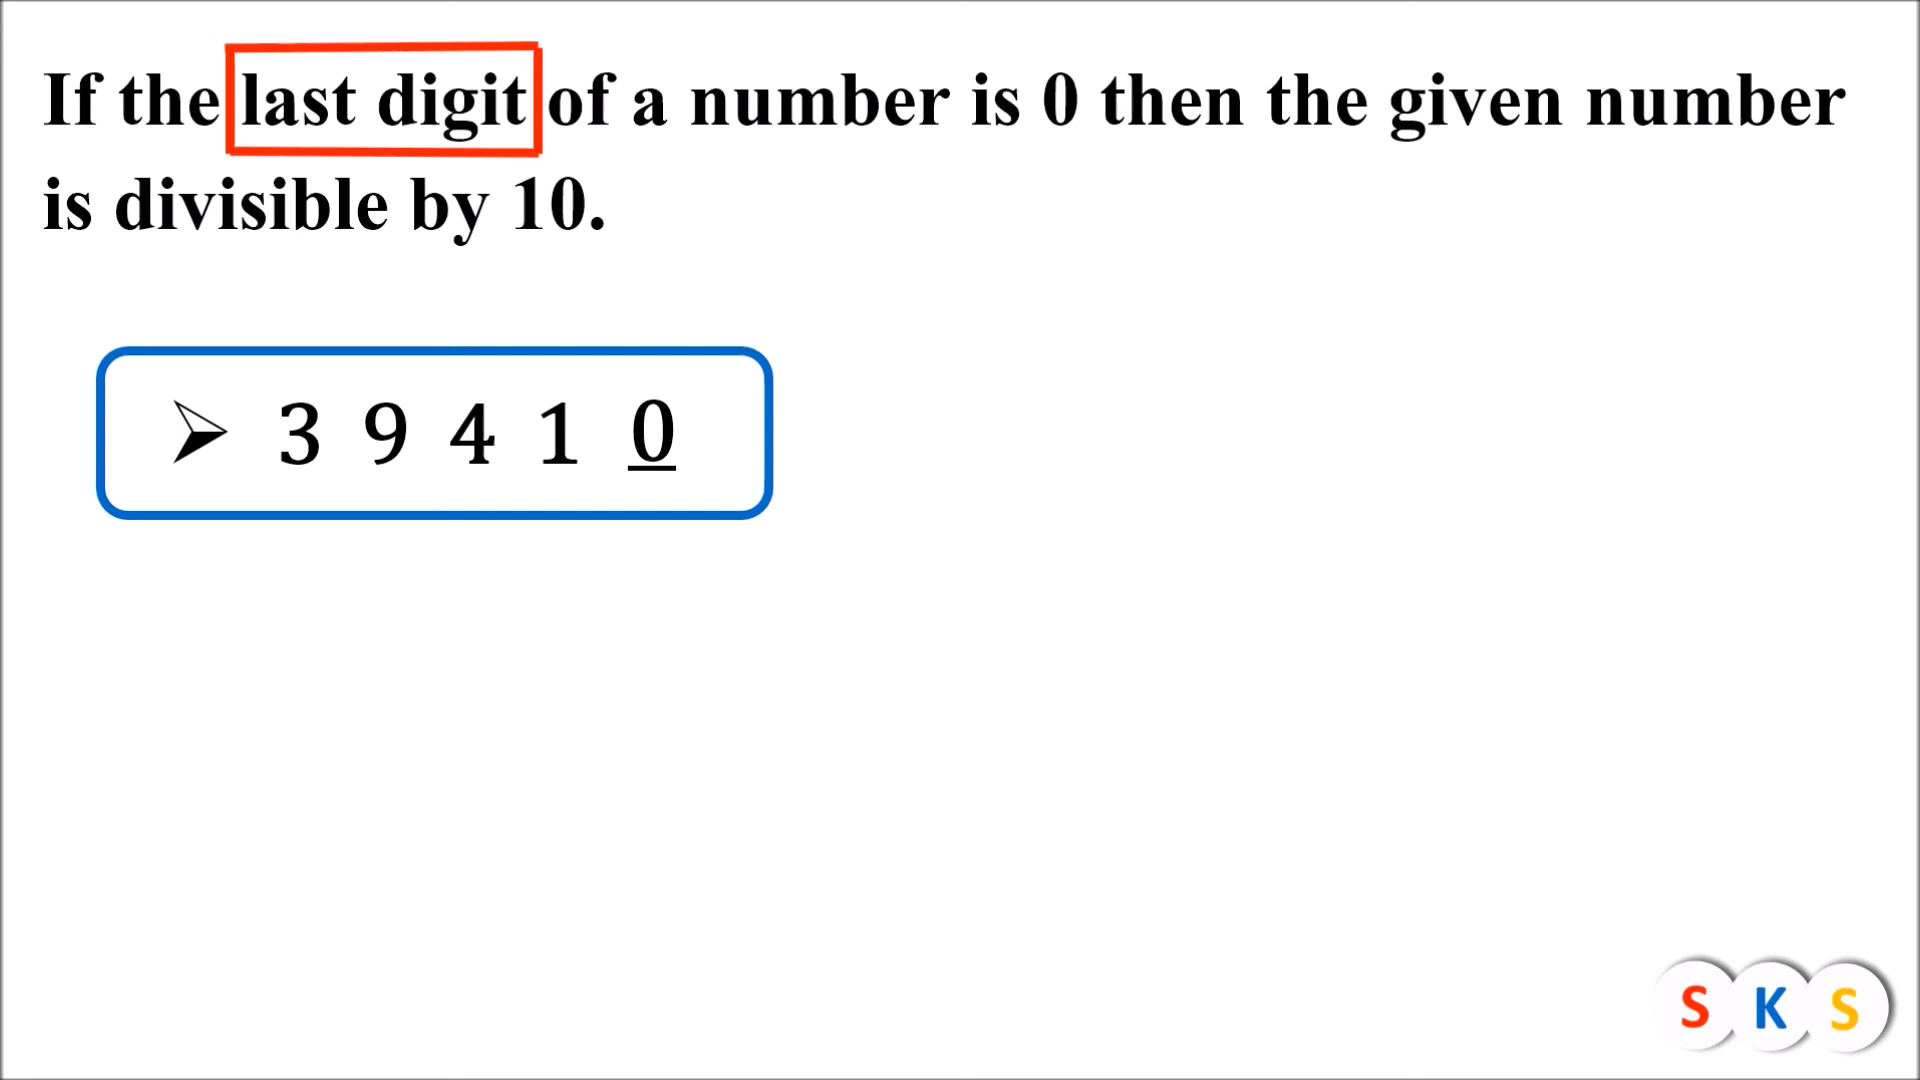 If the last digit of a number is 0 then the given number
is divisible by 10.
➢ 3 9 4 1 0
S K S